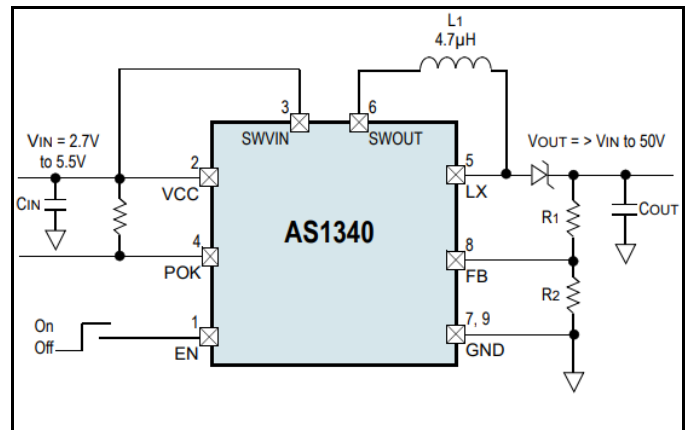 L1
4.7µH
3
6
SWVIN
SWOUT
VIN = 2.7V
to 5.5V
VOUT = > VIN to 50V
2
5
VCC
LX
CIN
COUT
R1
AS1340
4
8
POK
FB
R2
1
7, 9
On
Off
EN
GND